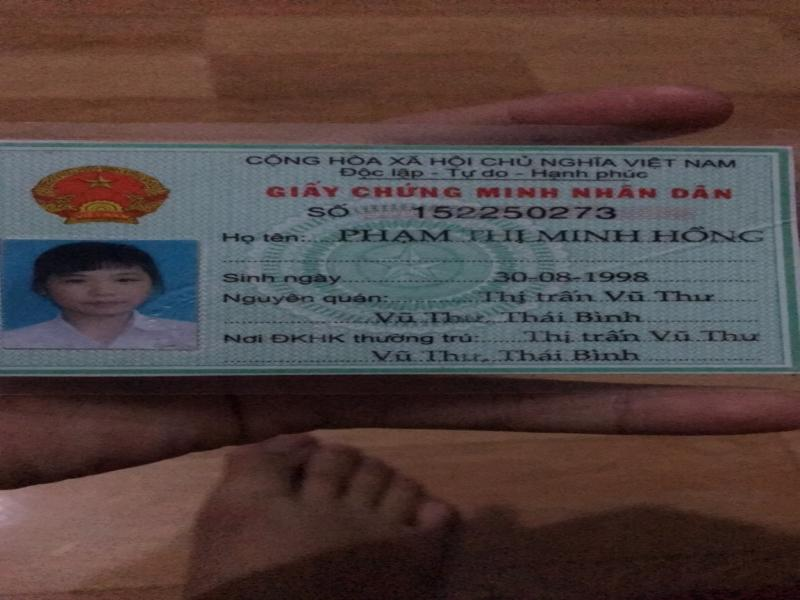 CỘNG HÒA XÃ HỘI CHỦ NGHĨA VIỆT NAM
Độc lập - Tự do - Hạnh phúc
GIẤY CHỨNG MINH NHÂN DÂN
SỐ 152250273
Họ tên: PHẠM THỊ MINH HỒNG
Sinh ngày 30-08-1998
Nguyên quán: Thị trấn Vũ Thư
Vũ Thư, Thái Bình
Nơi ĐKHK thường trú: Thị trấn Vũ Thư
Vũ Thư, Thái Bình